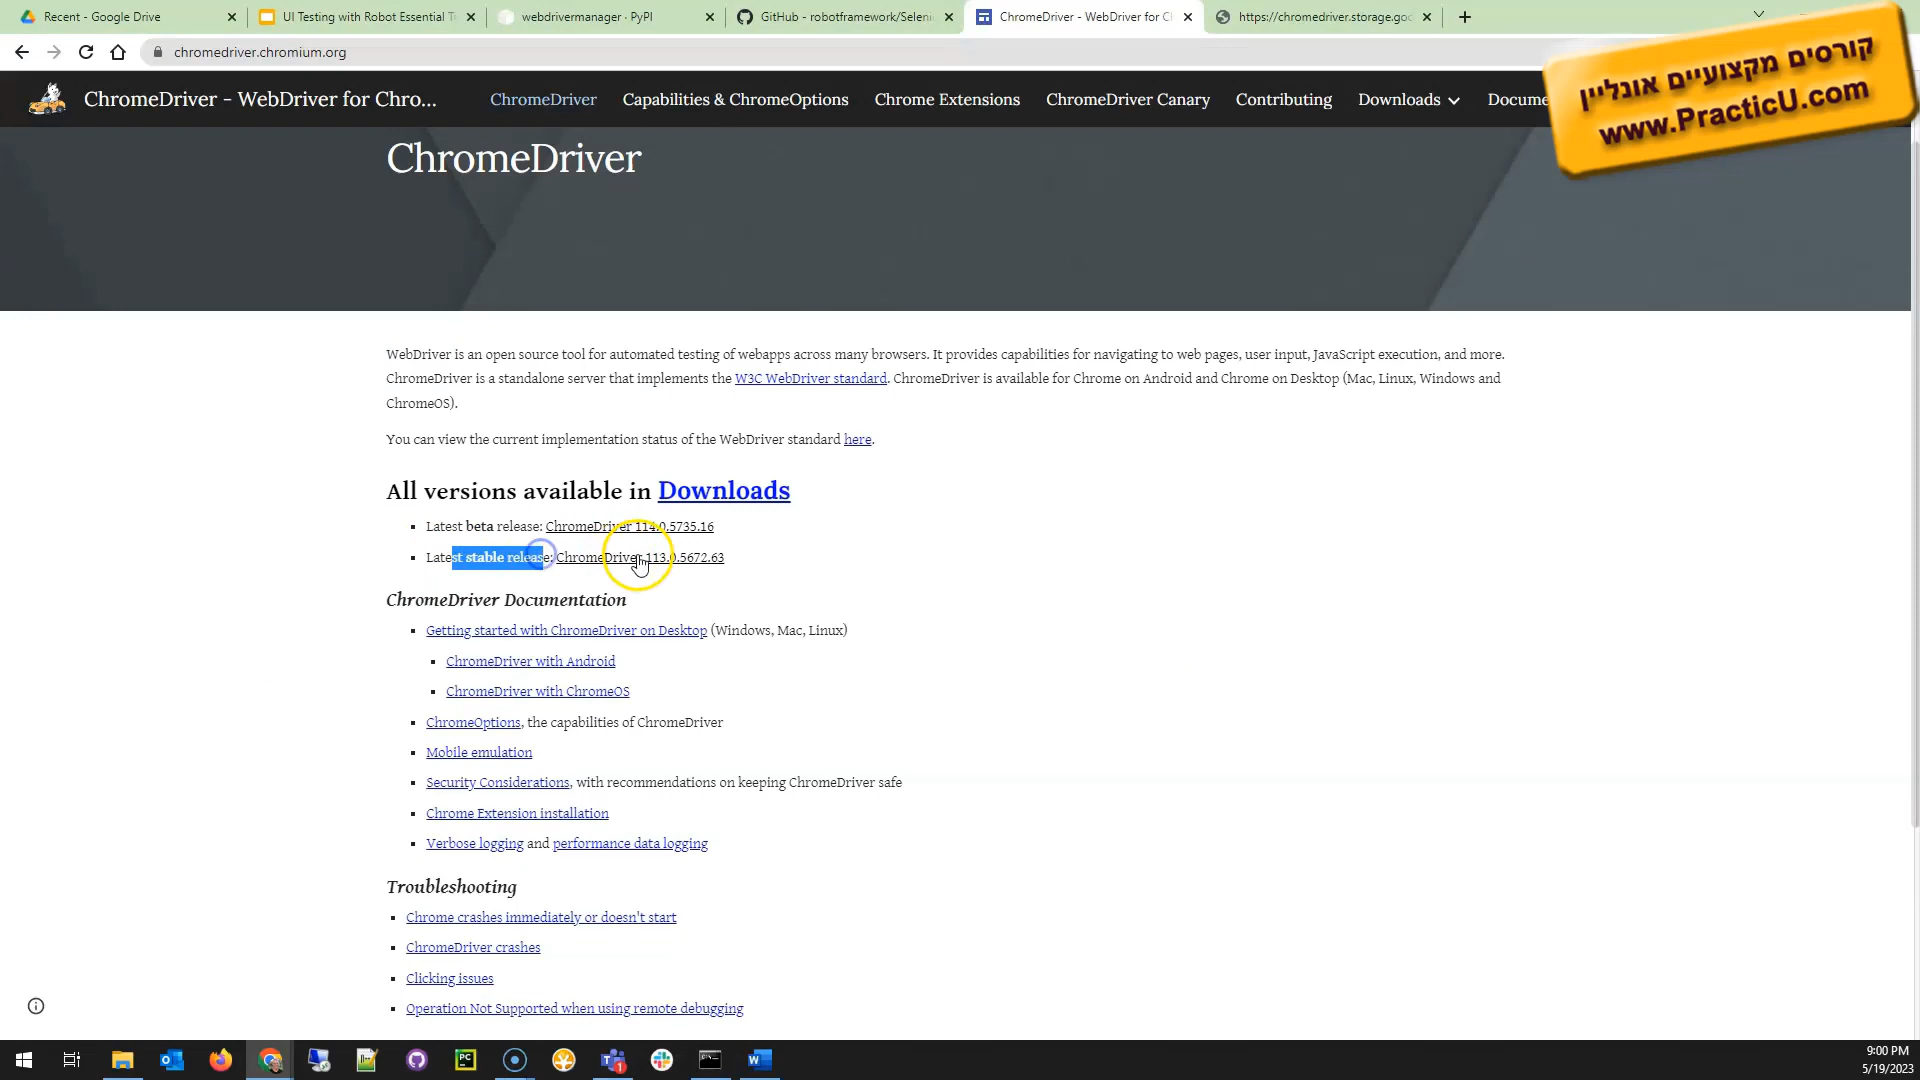 Recent - Google Drive
UI Testing with Robot Essential T
webdrivermanager · PyPI
GitHub - robotframework/Seleni
ChromeDriver - WebDriver for C
https://chromedriver.storage.goo
chromedriver.chromium.org
קורסים מקצועיים אונליין
www.PracticU.com
ChromeDriver - WebDriver for Chro...
ChromeDriver
Capabilities & ChromeOptions
Chrome Extensions
ChromeDriver Canary
Contributing
Downloads
Docume
ChromeDriver
WebDriver is an open source tool for automated testing of webapps across many browsers. It provides capabilities for navigating to web pages, user input, JavaScript execution, and more.
ChromeDriver is a standalone server that implements the W3C WebDriver standard. ChromeDriver is available for Chrome on Android and Chrome on Desktop (Mac, Linux, Windows and
ChromeOS).
You can view the current implementation status of the WebDriver standard here.
All versions available in Downloads
Latest beta release: ChromeDriver 114.0.5735.16
Latest stable release: ChromeDriver 113.0.5672.63
ChromeDriver Documentation
Getting started with ChromeDriver on Desktop (Windows, Mac, Linux)
ChromeDriver with Android
ChromeDriver with ChromeOS
ChromeOptions, the capabilities of ChromeDriver
Mobile emulation
Security Considerations, with recommendations on keeping ChromeDriver safe
Chrome Extension installation
Verbose logging and performance data logging
Troubleshooting
Chrome crashes immediately or doesn't start
ChromeDriver crashes
Clicking issues
Operation Not Supported when using remote debugging
9:00 PM
5/19/2023